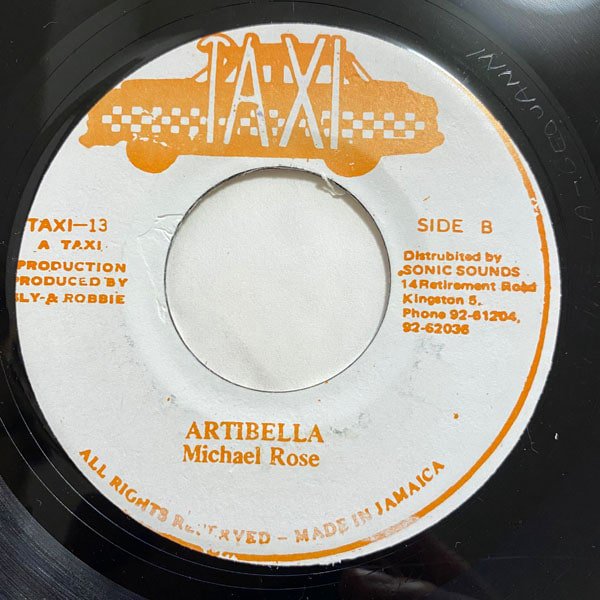 TAXI
TAXI-13
A TAXI
PRODUCTION
PRODUCED BY
SLY & ROBBIE
SIDE B
Distrubited by
SONIC SOUNDS
14 Retirement Road
Kingston 5.
Phone 92-61204,
92-62036
ARTIBELLA
Michael Rose
ALL RIGHTS RESERVED - MADE IN JAMAICA